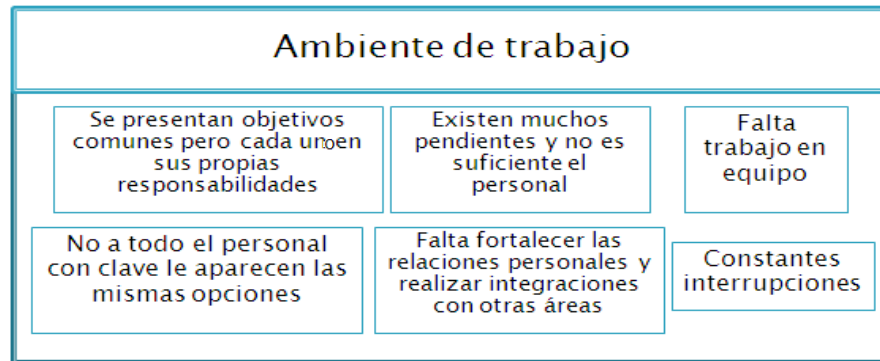 Ambiente de trabajo
Se presentan objetivos
comunes pero cada uno en
sus propias
responsabilidades
Existen muchos
pendientes y no es
suficiente el
personal
Falta
trabajo en
equipo
No a todo el personal
con clave le aparecen las
mismas opciones
Falta fortalecer las
relaciones personales y
realizar integraciones
con otras áreas
Constantes
interrupciones